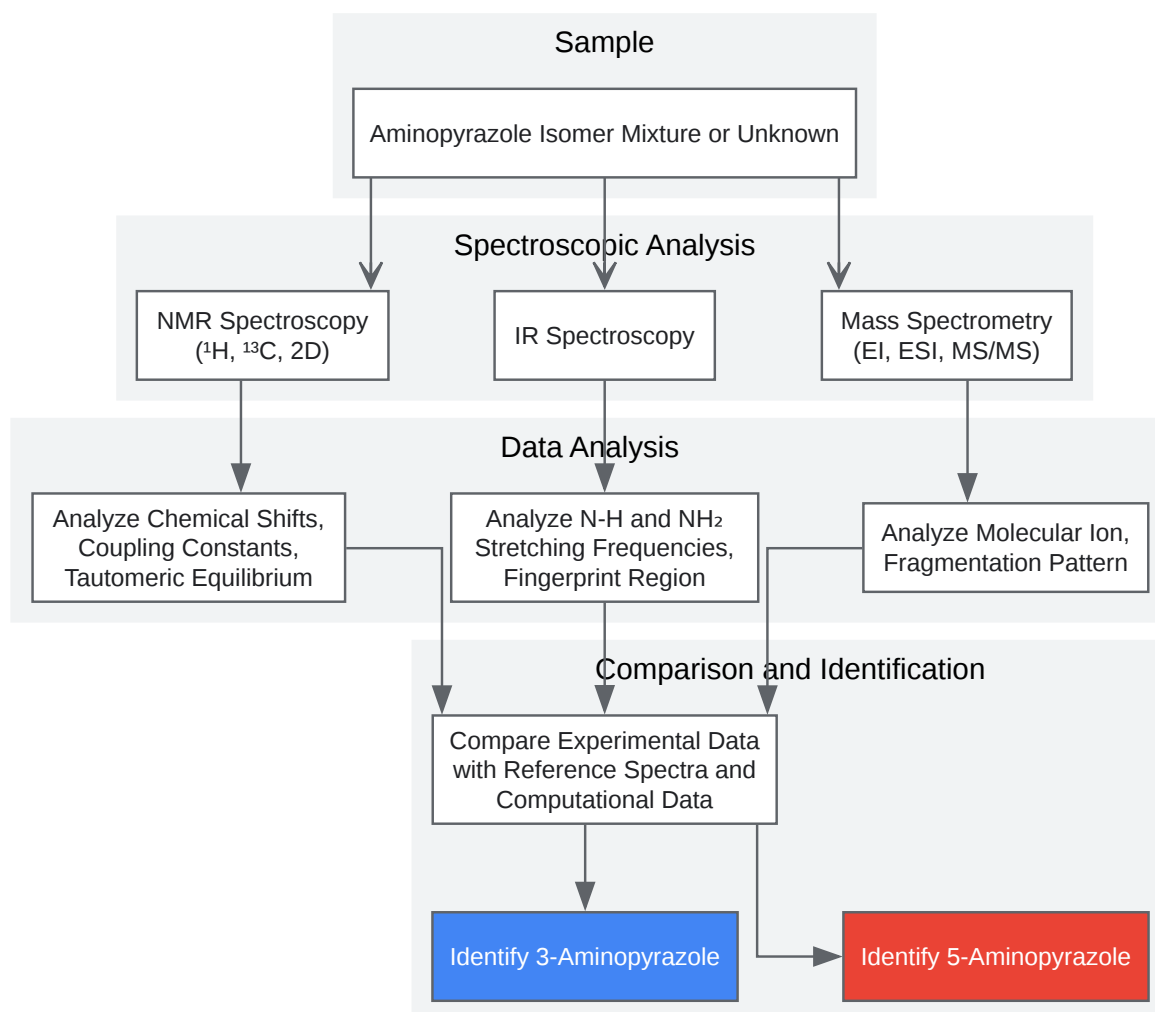 Sample
Aminopyrazole Isomer Mixture or Unknown
Spectroscopic Analysis
NMR Spectroscopy
(¹H, ¹³C, 2D)
IR Spectroscopy
Mass Spectrometry
(EI, ESI, MS/MS)
Data Analysis
Analyze Chemical Shifts,
Coupling Constants,
Tautomeric Equilibrium
Analyze N-H and NH₂
Stretching Frequencies,
Fingerprint Region
Analyze Molecular Ion,
Fragmentation Pattern
Comparison and Identification
Compare Experimental Data
with Reference Spectra and
Computational Data
Identify 3-Aminopyrazole
Identify 5-Aminopyrazole